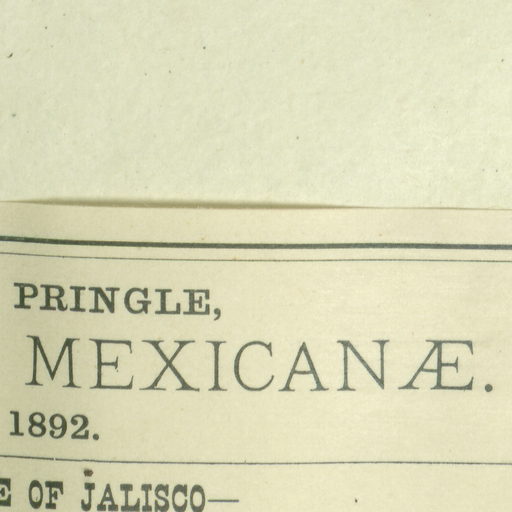 PRINGLE,
MEXICANÆ.
1892.
OF JALISCO—